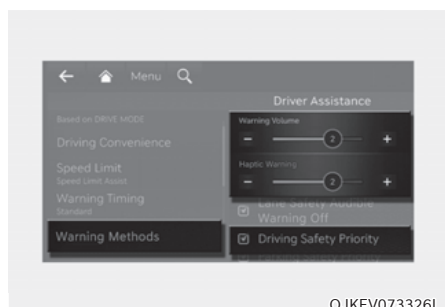 Menu
Driver Assistance
Based on DRIVE MODE
Driving Convenience
Speed Limit
Speed Limit Assist
Warning Timing
Standard
Warning Methods
Warning Volume
− 2 +
Haptic Warning
− 2 +
Lane Safety Audible
Warning Off
Driving Safety Priority
OJKEV073326L